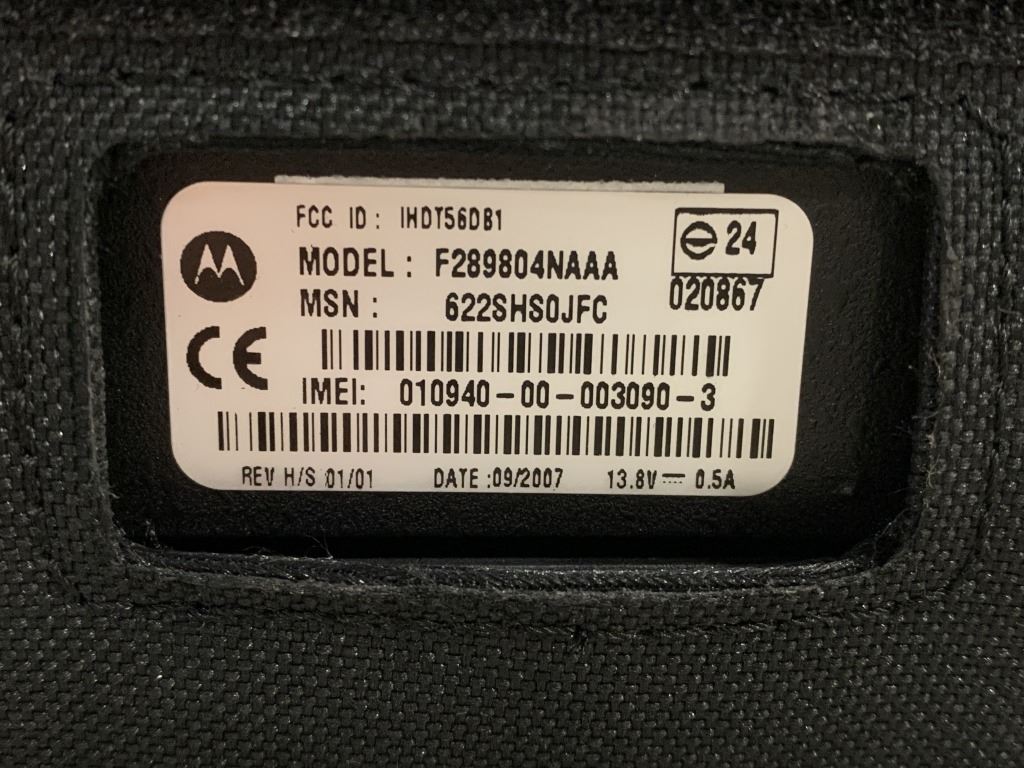 FCC ID: IHDT56DB1
MODEL: F289804NAAA
24
MSN: 622SHS0JFC
020867
CE
IMEI: 010940-00-003090-3
REV H/S 01/01 DATE:09/2007 13.8V 0.5A